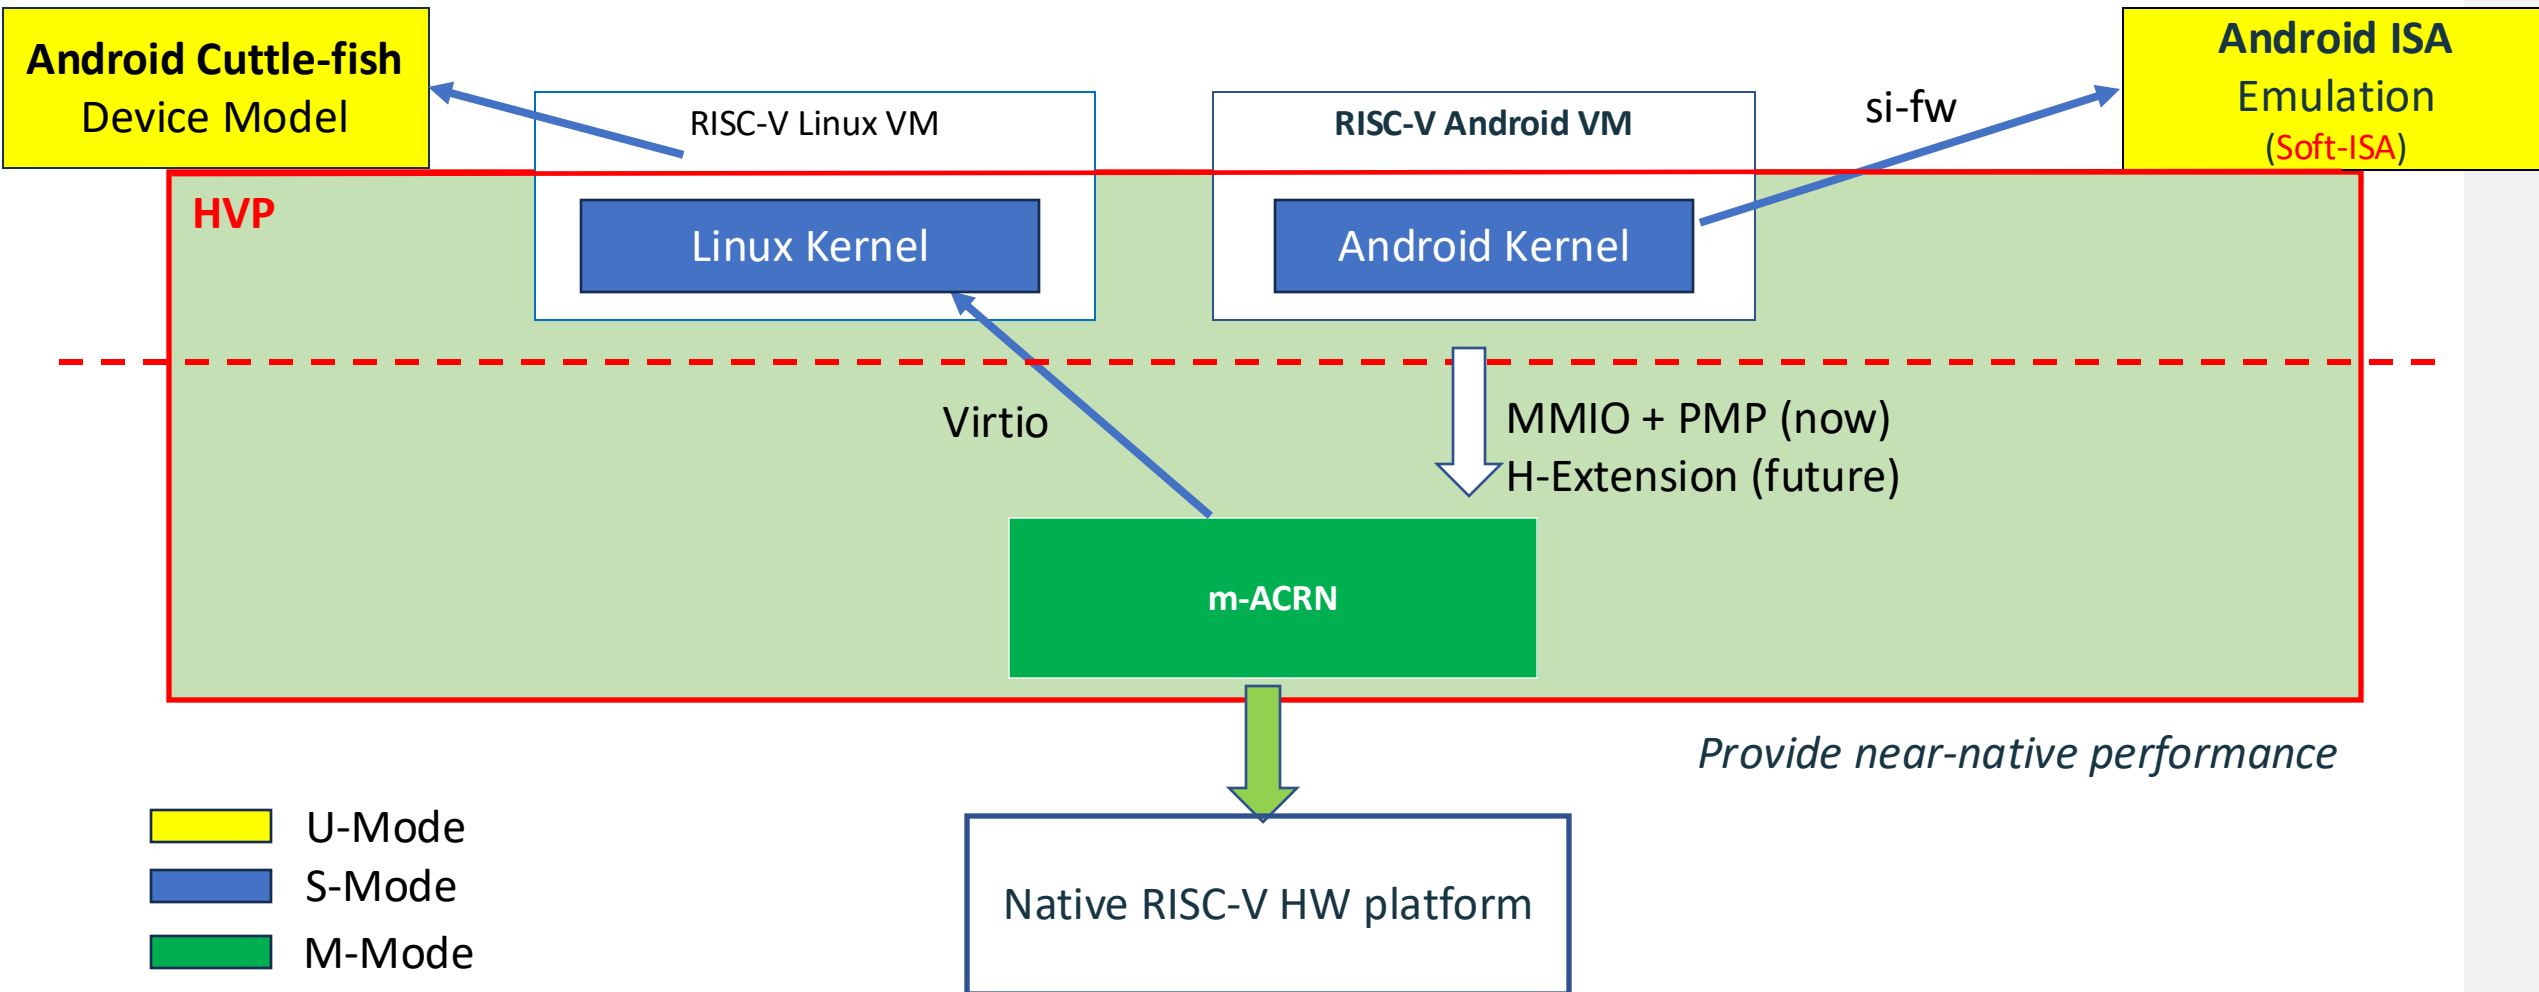 Android Cuttle-fish
Device Model
RISC-V Linux VM
RISC-V Android VM
si-fw
Android ISA
Emulation
(Soft-ISA)
HVP
Linux Kernel
Android Kernel
Virtio
MMIO + PMP (now)
H-Extension (future)
m-ACRN
Provide near-native performance
Native RISC-V HW platform
U-Mode
S-Mode
M-Mode